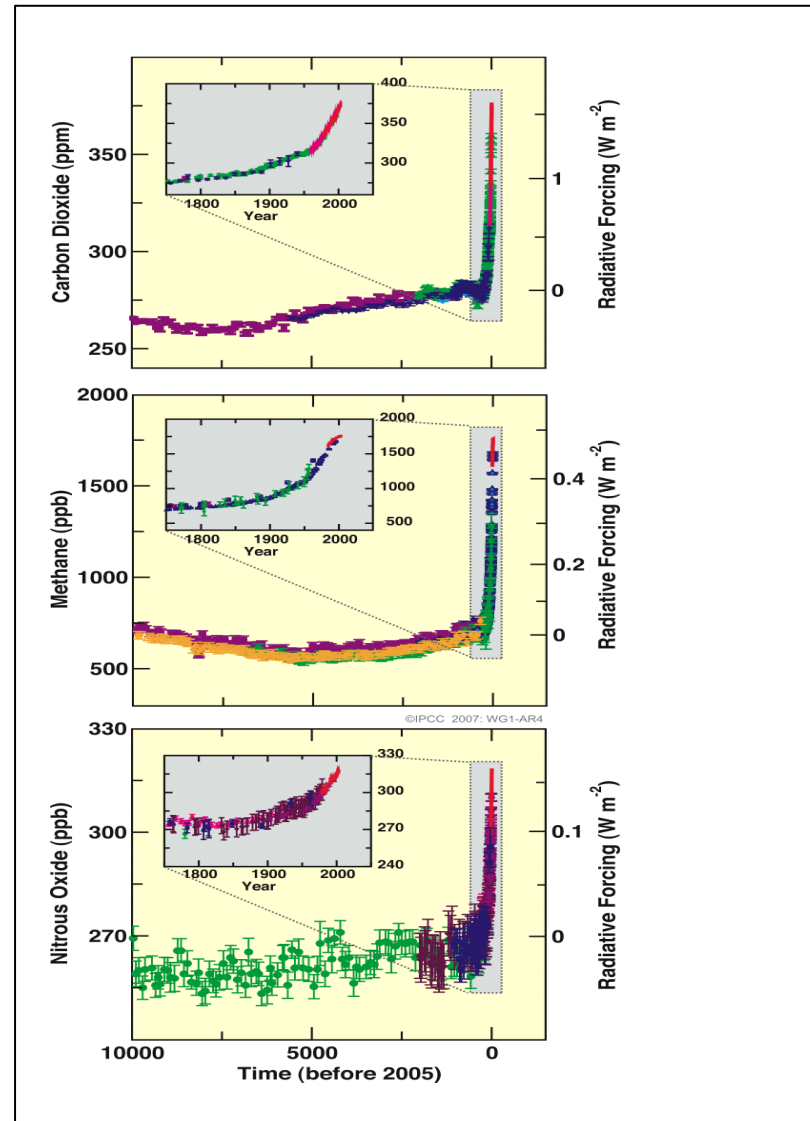 400
350
300
1800 1900 2000
Year
Carbon Dioxide (ppm)
350
300
250
1
0
Radiative Forcing (W m-2)
2000
1500
1000
500
2000
1500
1000
500
1800 1900 2000
Year
Methane (ppb)
0.4
0.2
0
Radiative Forcing (W m-2)
©IPCC 2007: WG1-AR4
330
300
270
330
300
270
240
1800 1900 2000
Year
Nitrous Oxide (ppb)
0.1
0
Radiative Forcing (W m-2)
10000 5000 0
Time (before 2005)